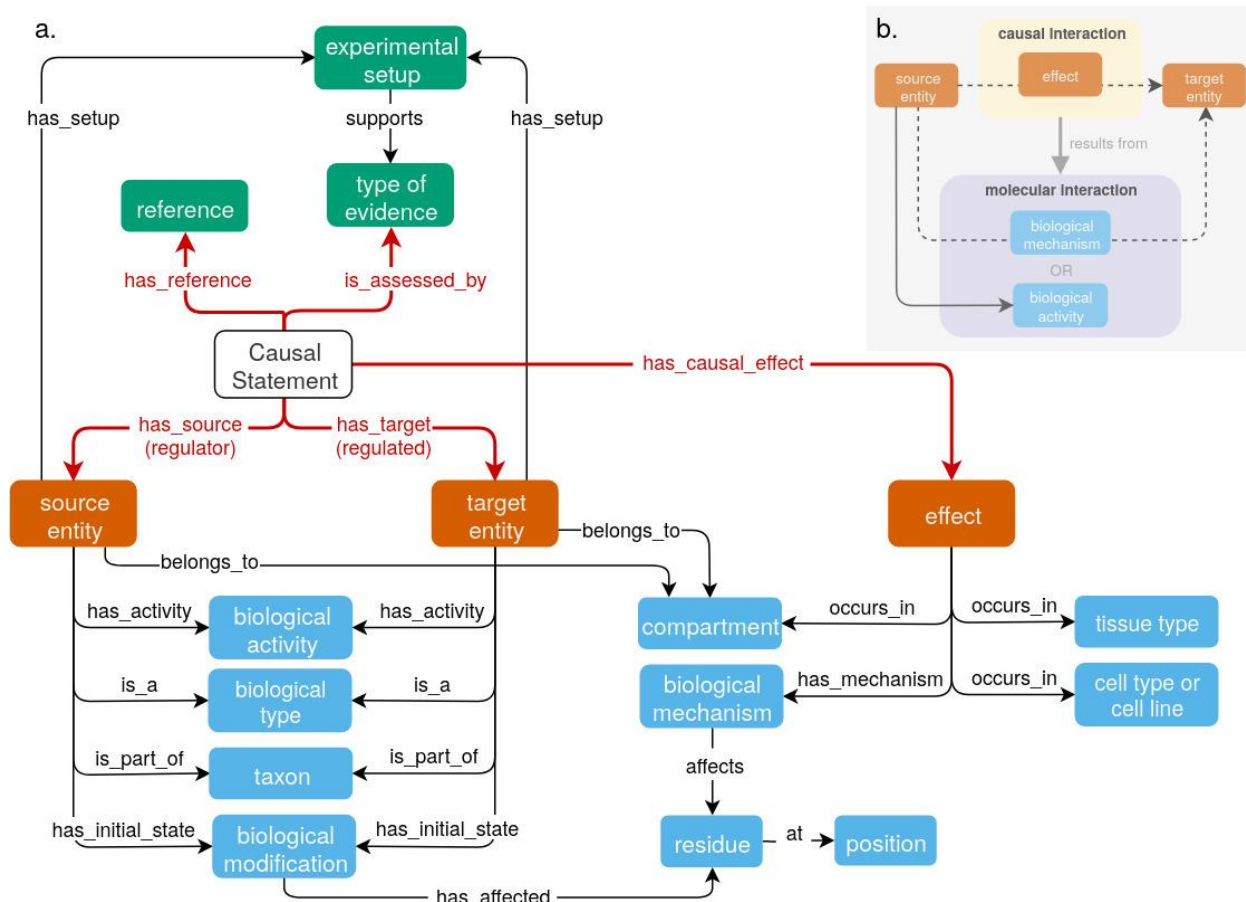 a.
experimental
setup
has_setup
supports
has_setup
reference
type of
evidence
has_reference
is_assessed_by
Causal
Statement
has_causal_effect
has_source
(regulator)
has_target
(regulated)
source
entity
target
entity
effect
belongs_to
belongs_to
has_activity
biological
activity
has_activity
is_a
biological
type
is_a
is_part_of
taxon
is_part_of
has_initial_state
biological
modification
has_initial_state
has_affected
compartment
occurs_in
occurs_in
tissue type
biological
mechanism
has_mechanism
occurs_in
cell type or
cell line
affects
residue
at
position
b.
causal interaction
source
entity
effect
target
entity
results from
molecular interaction
biological
mechanism
OR
biological
activity